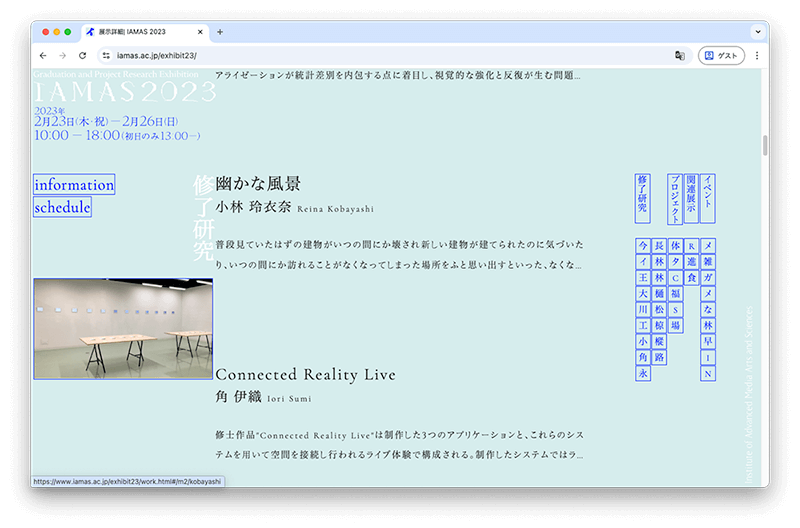 展示詳細| IAMAS 2023
iamas.ac.jp/exhibit23/
ゲスト
Graduation and Project Research Exhibition
IAMAS2023
2023年
2月23日(木・祝)—2月26日(日)
10:00 — 18:00(初日のみ13:00—)
information
schedule
アライゼーションが統計差別を内包する点に着目し、視覚的な強化と反復が生む問題...
修了研究
幽かな風景
小林 玲衣奈 Reina Kobayashi
普段見ていたはずの建物がいつの間にか壊され新しい建物が建てられたのに気づいた
り、いつの間にか訪れることがなくなってしまった場所をふと思い出すといった、なくな...
Connected Reality Live
角 伊織 Iori Sumi
修士作品"Connected Reality Live"は制作した3つのアプリケーションと、これらのシス
テムを用いて空間を接続し行われるライブ体験で構成される。制作したシステムではラ...
イベント
関連展示
プロジェクト
修了研究
メ雑ガメな林早IN
R進食
体タC福S場
長林林樋松椋縦路
今イ王大川工小角永
Institute of Advanced Media Arts and Sciences
https://www.iamas.ac.jp/exhibit23/work.html#/m2/kobayashi